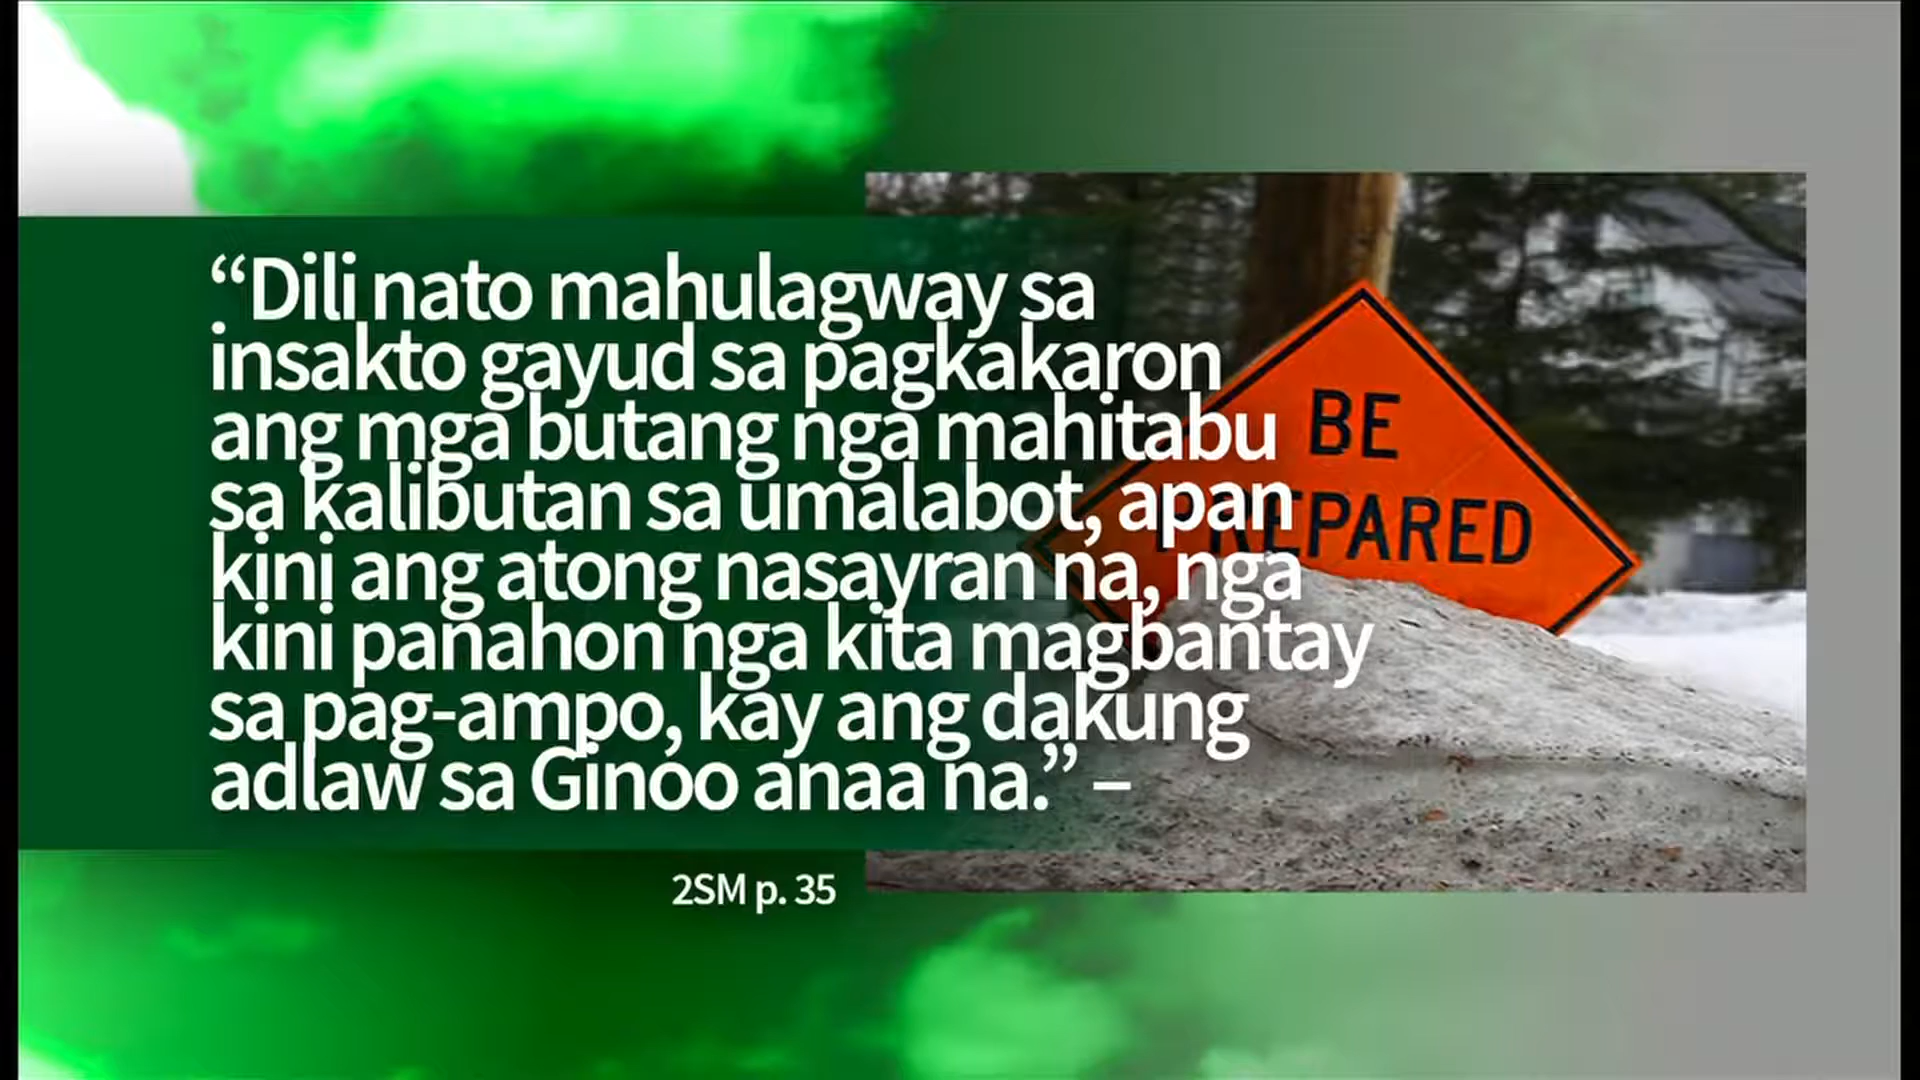 “Dili nato mahulagway sa
insakto gayud sa pagkakaron
ang mga butang nga mahitabu
sa kalibutan sa umalabot, apan
kini ang atong nasayran na, nga
kini panahon nga kita magbantay
sa pag-ampo, kay ang dakung
adlaw sa Ginoo anaa na.” –
2SM p. 35
BE
PREPARED